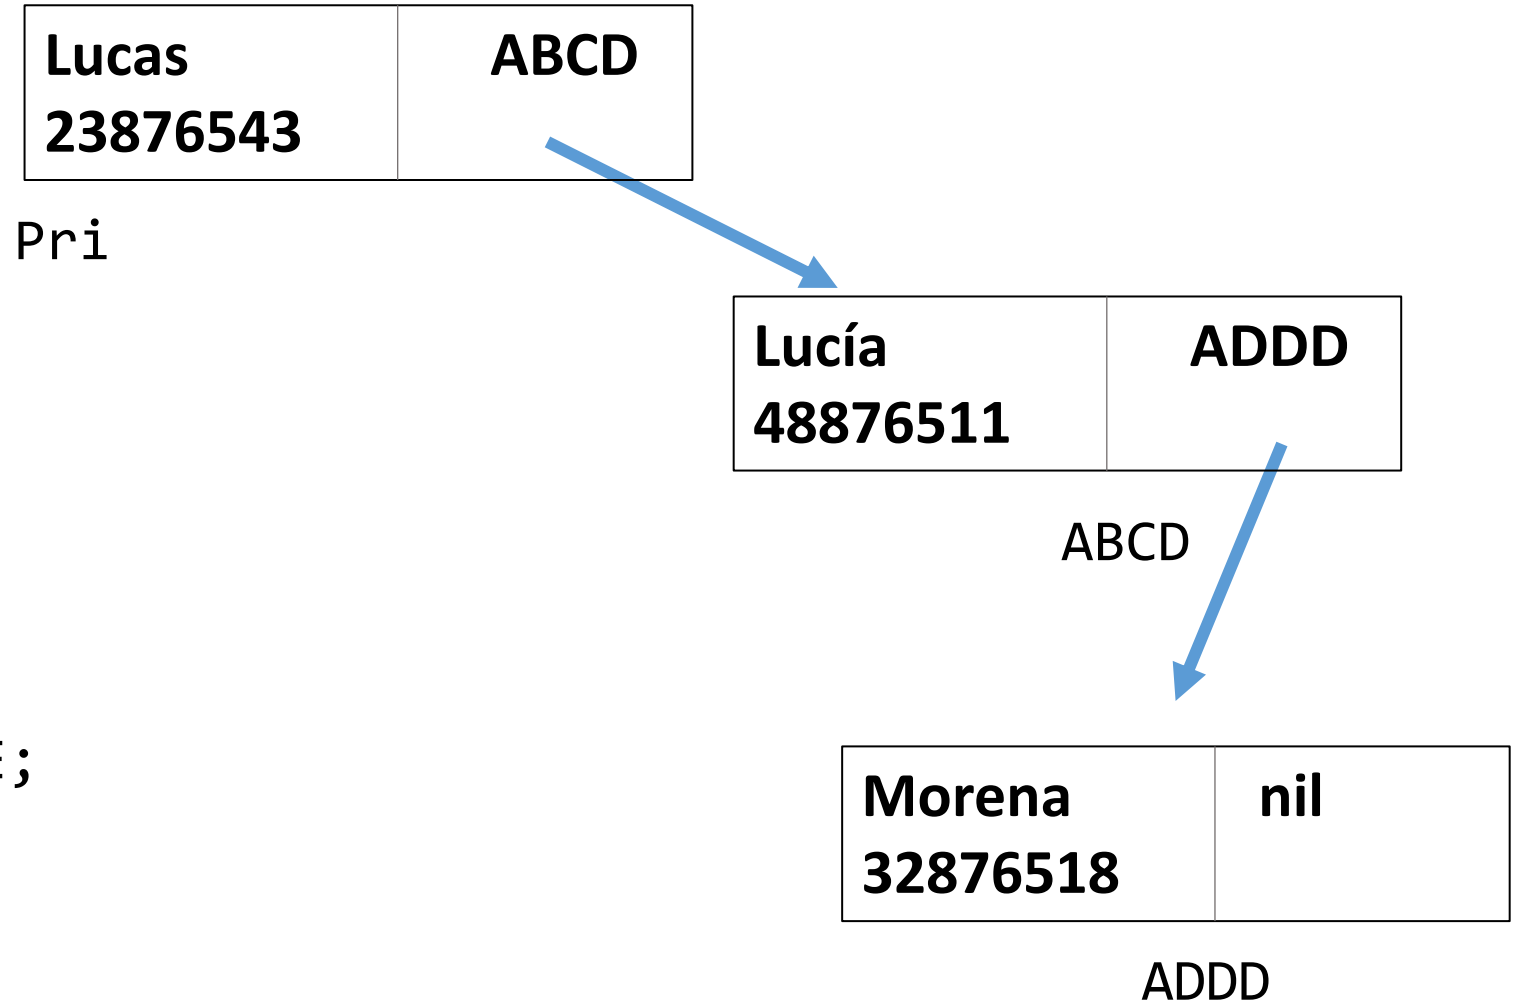 Lucas ABCD
23876543
Pri
Lucía ADDD
48876511
ABCD
;
Morena nil
32876518
ADDD